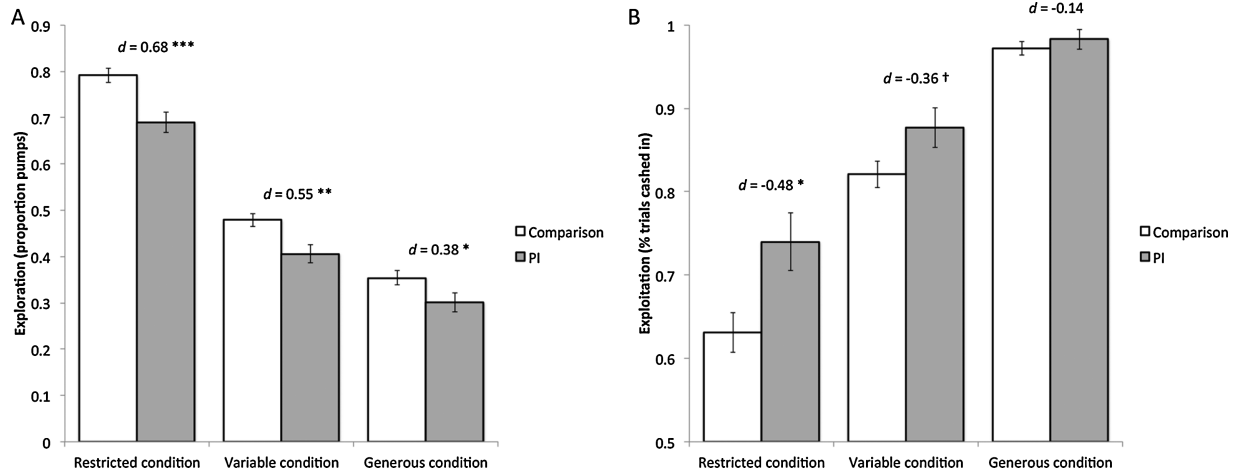 A
Exploration (proportion pumps)
0.9
0.8
0.7
0.6
0.5
0.4
0.3
0.2
0.1
0
d = 0.68 ***
d = 0.55 **
d = 0.38 *
Restricted condition
Variable condition
Generous condition
Comparison
PI
B
Exploitation (% trials cashed in)
1
0.9
0.8
0.7
0.6
0.5
d = -0.48 *
d = -0.36 †
d = -0.14
Restricted condition
Variable condition
Generous condition
Comparison
PI